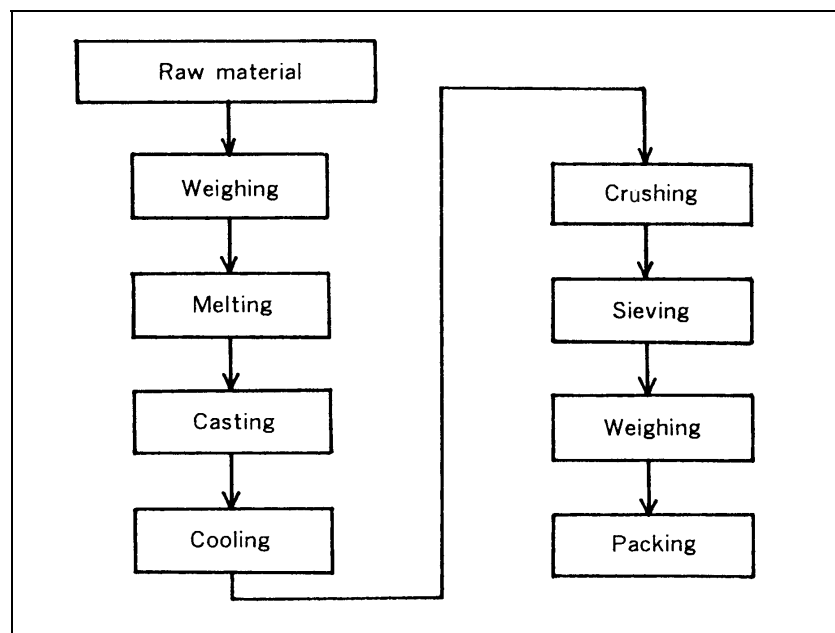 Raw material
Weighing
Melting
Casting
Cooling
Crushing
Sieving
Weighing
Packing